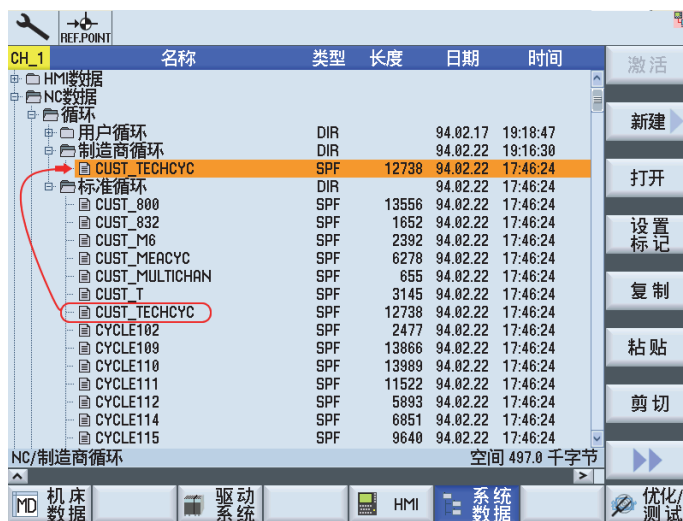 REF.POINT
CH_1 名称 类型 长度 日期 时间
HMI数据
NC数据
循环
用户循环 DIR 94.02.17 19:18:47
制造商循环 DIR 94.02.22 19:16:30
CUST_TECHCYC SPF 12738 94.02.22 17:46:24
标准循环 DIR 94.02.22 17:46:24
CUST_800 SPF 13556 94.02.22 17:46:24
CUST_832 SPF 1652 94.02.22 17:46:24
CUST_M6 SPF 2392 94.02.22 17:46:24
CUST_MEACYC SPF 6278 94.02.22 17:46:24
CUST_MULTICHAN SPF 655 94.02.22 17:46:24
CUST_T SPF 3145 94.02.22 17:46:24
CUST_TECHCYC SPF 12738 94.02.22 17:46:24
CYCLE102 SPF 2477 94.02.22 17:46:24
CYCLE109 SPF 13866 94.02.22 17:46:24
CYCLE110 SPF 13989 94.02.22 17:46:24
CYCLE111 SPF 11522 94.02.22 17:46:24
CYCLE112 SPF 5893 94.02.22 17:46:24
CYCLE114 SPF 6851 94.02.22 17:46:24
CYCLE115 SPF 9640 94.02.22 17:46:24
NC/制造商循环 空间 497.0 千字节
激活
新建
打开
设置
标记
复制
粘贴
剪切
MD 机床
数据
驱动
系统
HMI
系统
数据
优化/
测试